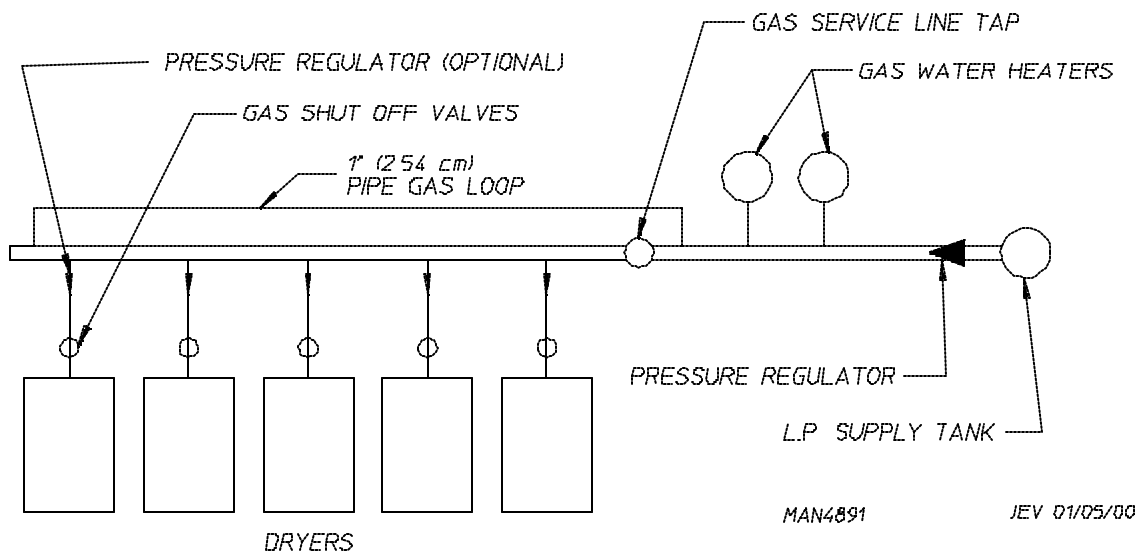 GAS SERVICE LINE TAP
PRESSURE REGULATOR (OPTIONAL)
GAS WATER HEATERS
GAS SHUT OFF VALVES
1" (2.54 cm)
PIPE GAS LOOP
PRESSURE REGULATOR
L.P. SUPPLY TANK
MAN4891
JEV 01/05/00
DRYERS